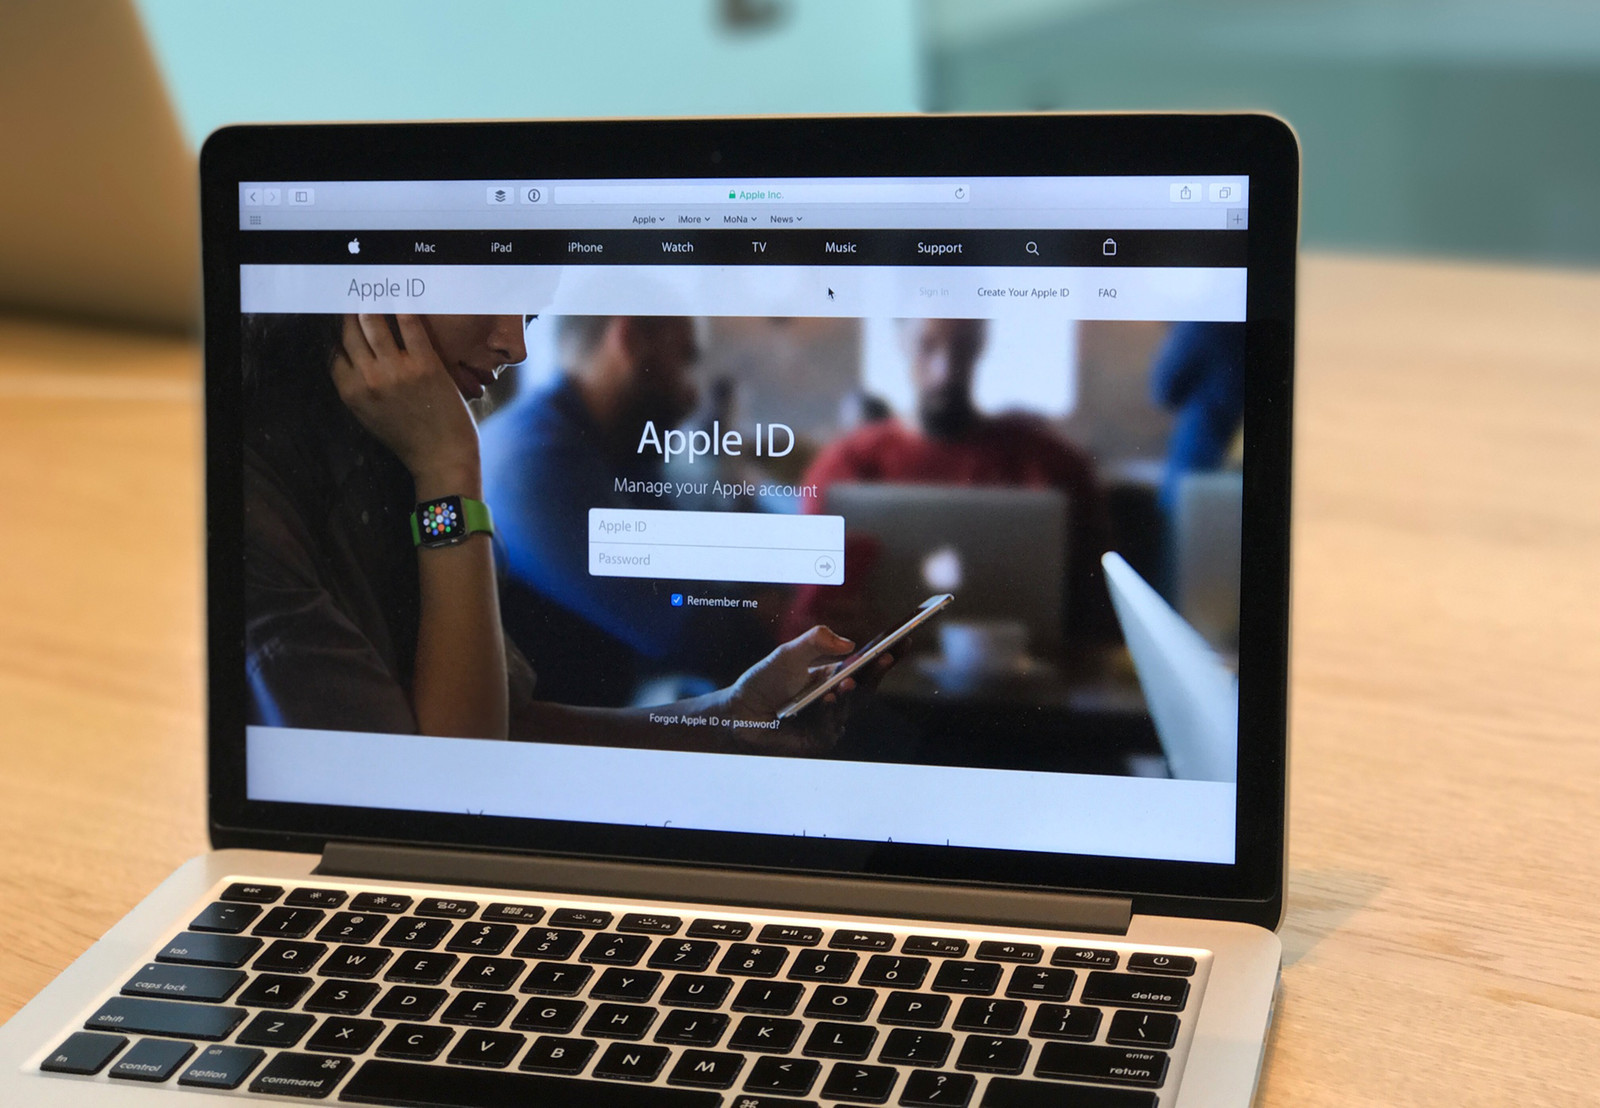 Apple Inc.
Apple iMore MoNa News
Mac iPad iPhone Watch TV Music Support
Apple ID Sign In Create Your Apple ID FAQ
Apple ID
Manage your Apple account
Apple ID
Password
Remember me
Forgot Apple ID or password?
esc F1 F2 F3 F4 F5 F6 F7 F8 F9 F10 F11 F12
~ ` ! 1 @ 2 # 3 $ 4 % 5 ^ 6 & 7 * 8 ( 9 ) 0 _ - + = delete
tab Q W E R T Y U I O P { [ } ] | \
caps lock A S D F G H J K L : ; " ' enter return
shift Z X C V B N M < , > . ? /
fn control alt option ⌘ command ⌘